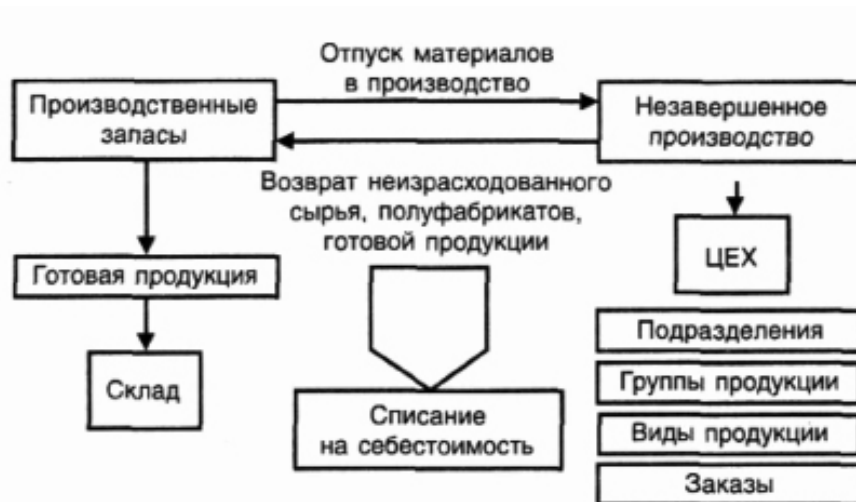 Отпуск материалов
в производство
Производственные
запасы
Незавершенное
производство
Возврат неизрасходованного
сырья, полуфабрикатов,
готовой продукции
Готовая продукция
ЦЕХ
Склад
Списание
на себестоимость
Подразделения
Группы продукции
Виды продукции
Заказы